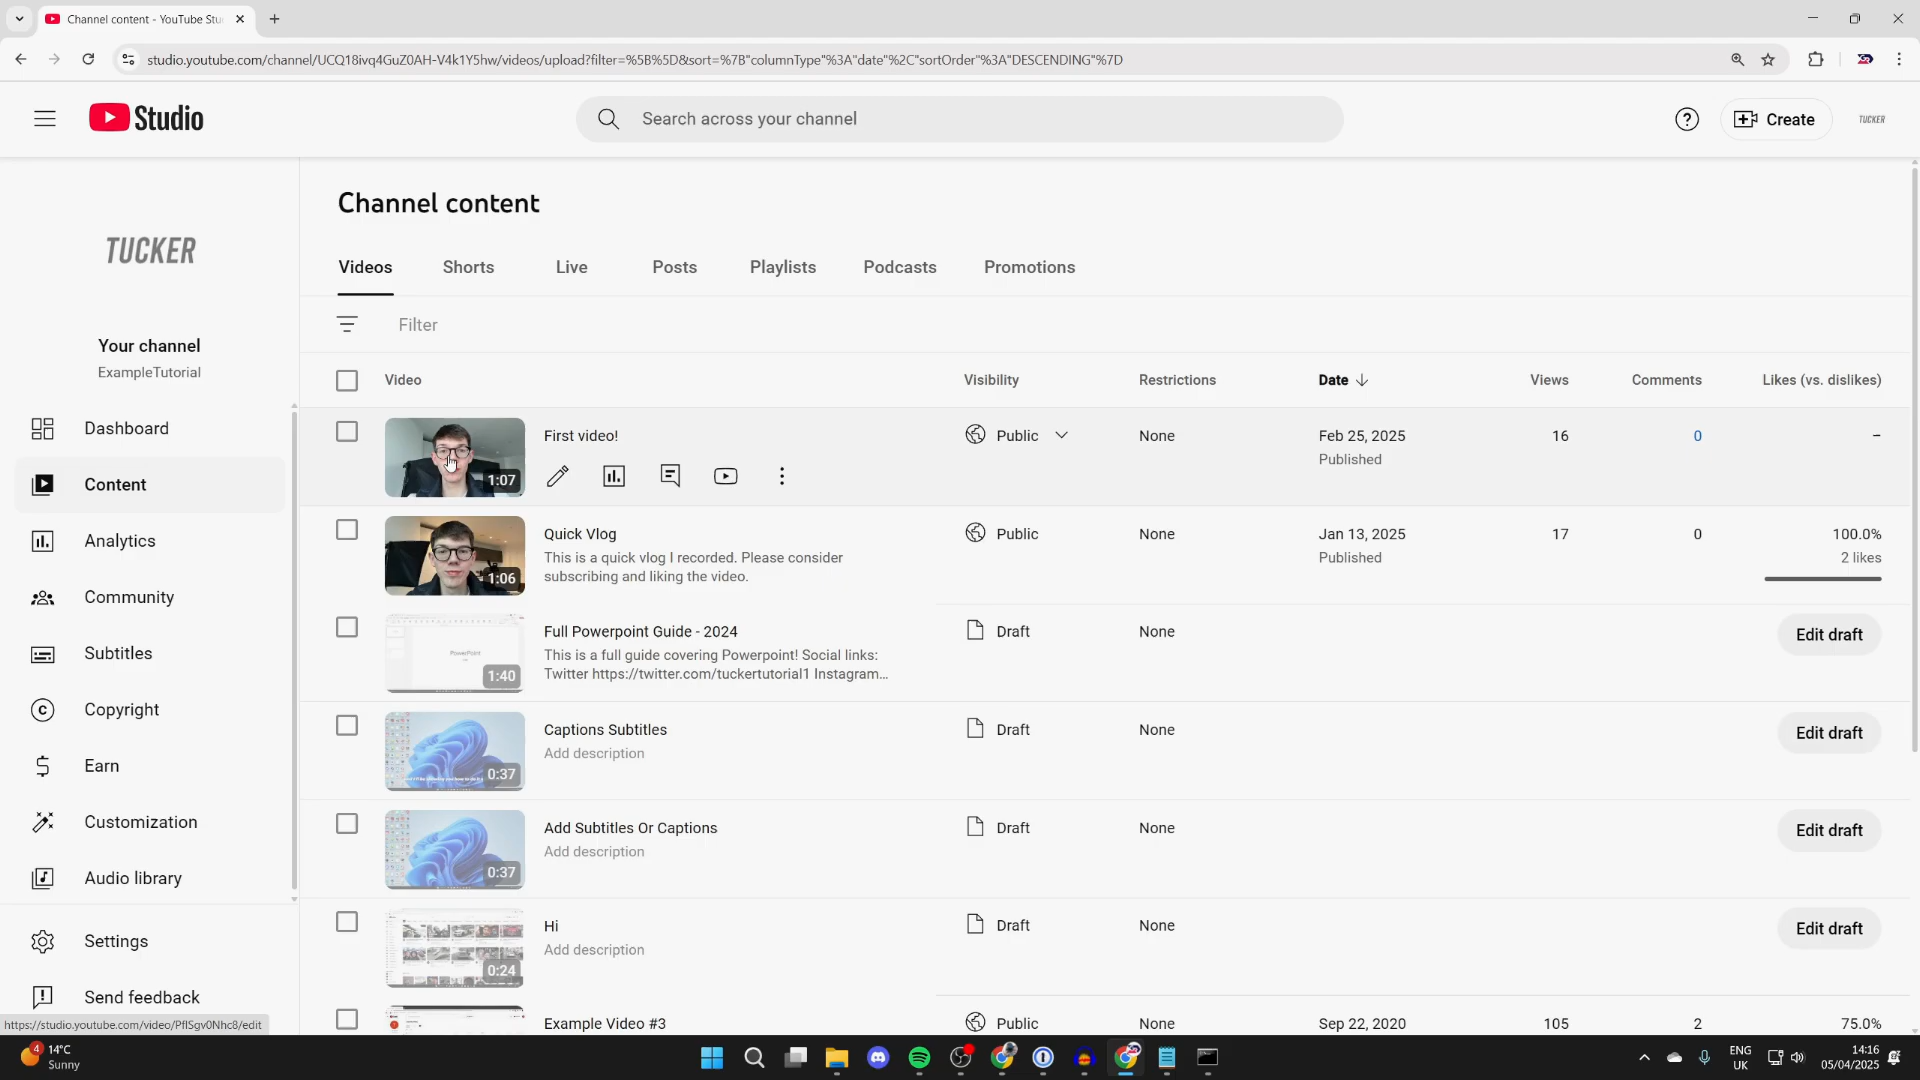 Channel content - YouTube Stu
studio.youtube.com/channel/UCQ18ivq4GuZ0AH-V4k1Y5hw/videos/upload?filter=%5B%5D&sort=%7B"columnType"%3A"date"%2C"sortOrder"%3A"DESCENDING"%7D
Studio
Search across your channel
Create
TUCKER
TUCKER
Your channel
ExampleTutorial
Dashboard
Content
Analytics
Community
Subtitles
Copyright
Earn
Customization
Audio library
Settings
Send feedback
Channel content
Videos Shorts Live Posts Playlists Podcasts Promotions
Filter
Video Visibility Restrictions Date Views Comments Likes (vs. dislikes)
First video! Public None Feb 25, 2025 16 0 –
Published
1:07
Quick Vlog Public None Jan 13, 2025 17 0 100.0%
This is a quick vlog I recorded. Please consider Published 2 likes
subscribing and liking the video.
1:06
Full Powerpoint Guide - 2024 Draft None Edit draft
This is a full guide covering Powerpoint! Social links:
Twitter https://twitter.com/tuckertutorial1 Instagram...
PowerPoint
1:40
Captions Subtitles Draft None Edit draft
Add description
0:37
Add Subtitles Or Captions Draft None Edit draft
Add description
0:37
Hi Draft None Edit draft
Add description
0:24
Example Video #3 Public None Sep 22, 2020 105 2 75.0%
https://studio.youtube.com/video/PflSgv0Nhc8/edit
4
14°C
Sunny
ENG
UK
14:16
05/04/2025